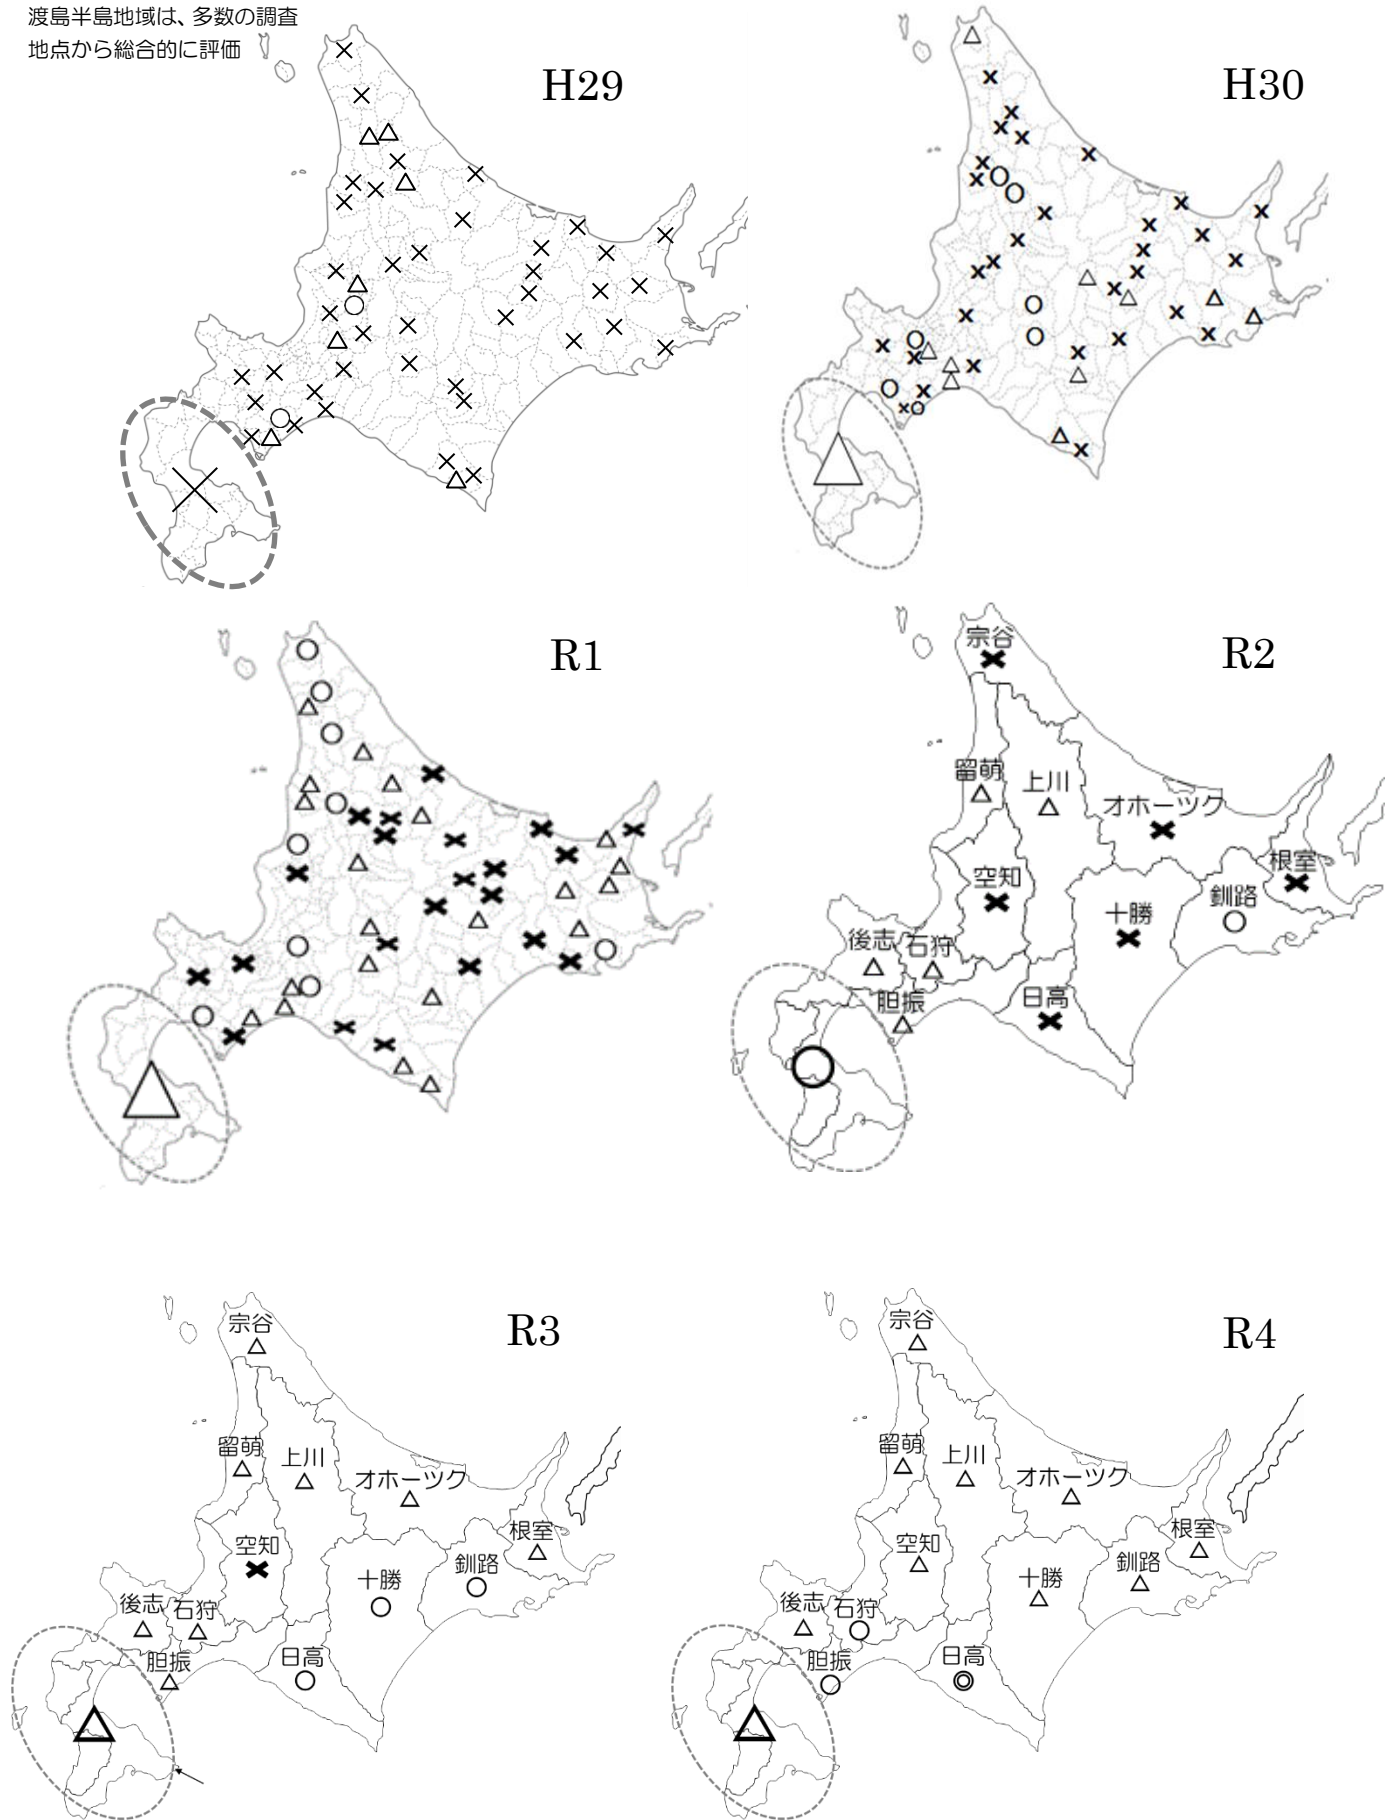 渡島半島地域は、多数の調査
地点から総合的に評価
H29
H30
R1
R2
宗谷
留萌
上川
オホーツク
空知
根室
十勝
釧路
後志
石狩
胆振
日高
R3
宗谷
留萌
上川
オホーツク
空知
根室
十勝
釧路
後志
石狩
胆振
日高
R4
宗谷
留萌
上川
オホーツク
空知
根室
十勝
釧路
後志
石狩
胆振
日高